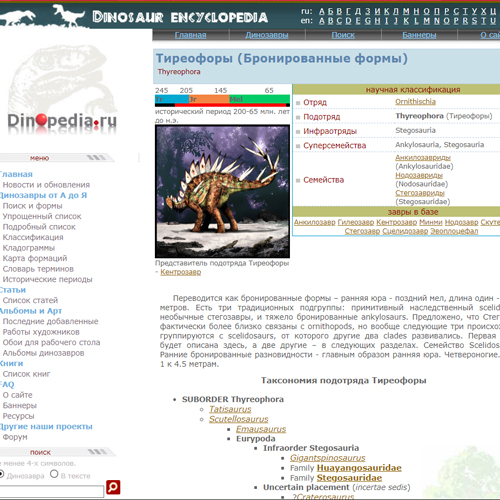 Dinosaur encyclopedia
ru: А Б В Г Д З И К Л М Н О П Р С Т У Х Ц
en: A B C D E G H I J K L M N O P R S T U
Главная Динозавры Поиск Баннеры О сай
Тиреофоры (Бронированные формы)
Thyreophora
245 205 145 65
Tr Jur Mel
исторический период 200-65 млн. лет
до н.э.
Представитель подотряда Тиреофоры
- Кентрозавр
научная классификация
Отряд Ornithischia
Подотряд Thyreophora (Тиреофоры)
Инфраотряды Stegosauria
Суперсемейства Ankylosauria, Stegosauria
Семейства
Анкилозавриды
(Ankylosauridae)
Нодозавриды
(Nodosauridae)
Стегозавриды
(Stegosauridae)
завры в базе
Анкилозавр Гилеозавр Кентрозавр Минми Нодозавр Скуте
Стегозавр Сцелидозавр Эвоплоцефал
Dinopedia.ru
меню
Главная
Новости и обновления
Динозавры от А до Я
Поиск и формы
Упрощенный список
Подробный список
Классификация
Кладограммы
Карта формаций
Словарь терминов
Исторические периоды
Статьи
Список статей
Альбомы и Арт
Последние добавленные
Работы художников
Обои для рабочего стола
Альбомы динозавров
Книги
Список книг
FAQ
О сайте
Баннеры
Ресурсы
Другие наши проекты
Форум
поиск
е менее 4-х символов.
Динозавра В тексте
Переводится как бронированные формы – ранняя юра - поздний мел, длина один -
метров. Есть три традиционных подгруппы: примитивный наследственный scelid
необычные стегозавры, и тяжело бронированные ankylosaurs. Предложено, что Стег
фактически более близко связаны с ornithopods, но вообще следующие три происхо
группируются с scelidosaurs, от которого другие два clades развивались. Первая
будет описана здесь, а две другие – в следующих разделах. Семейство Scelidos
Ранние бронированные разновидности - главным образом ранняя юра. Четвероногие.
1 к 4.5 метрам.
Таксономия подотряда Тиреофоры
SUBORDER Thyreophora
Tatisaurus
Scutellosaurus
Emausaurus
Eurypoda
Infraorder Stegosauria
Gigantspinosaurus
Family Huayangosauridae
Family Stegosauridae
Uncertain placement (incertae sedis)
?Craterosaurus